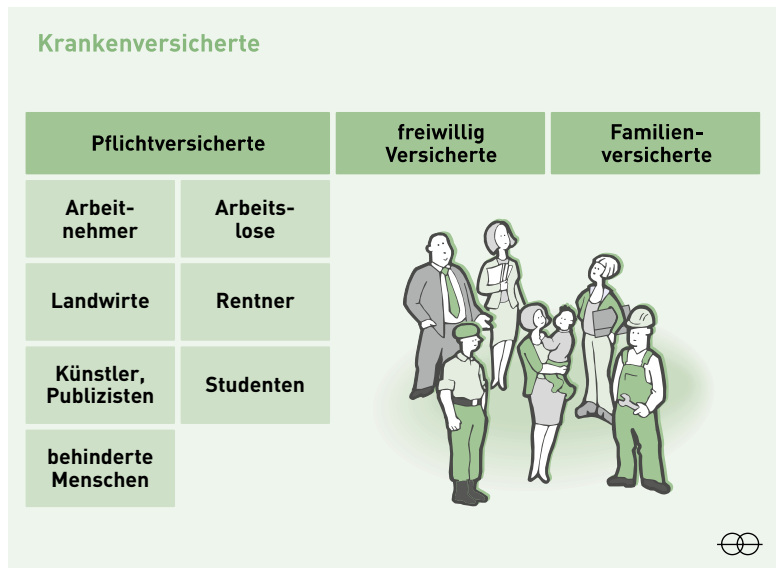 Krankenversicherte
Pflichtversicherte
freiwillig
Versicherte
Familien-
versicherte
Arbeit-
nehmer
Arbeits-
lose
Landwirte
Rentner
Künstler,
Publizisten
Studenten
behinderte
Menschen